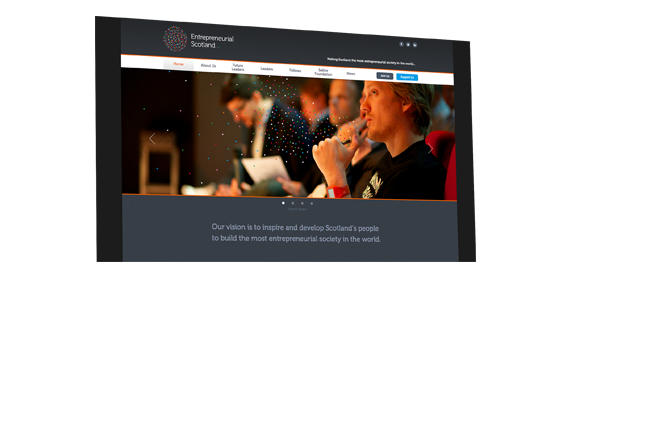 Entrepreneurial
Scotland
Making Scotland the most entrepreneurial society in the world...
Home
About Us
Future
Leaders
Leaders
Fellows
Saltire
Foundation
News
Join Us
Support Us
Our vision is to inspire and develop Scotland's people
to build the most entrepreneurial society in the world.